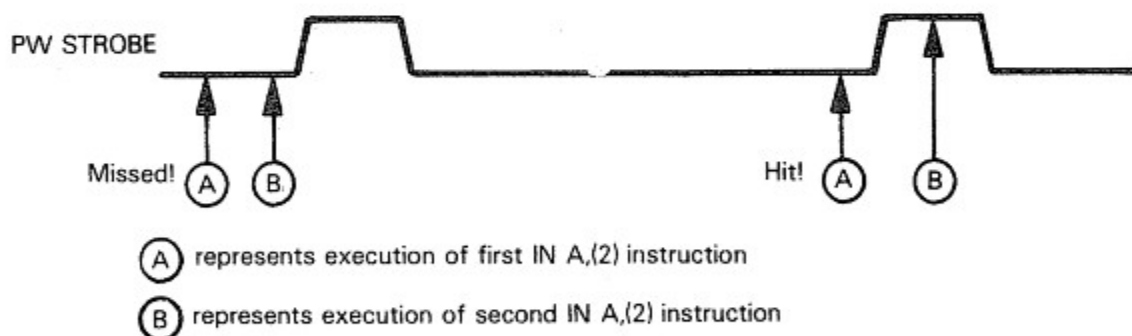 PW STROBE
Missed! A B Hit! A B
A represents execution of first IN A,(2) instruction
B represents execution of second IN A,(2) instruction